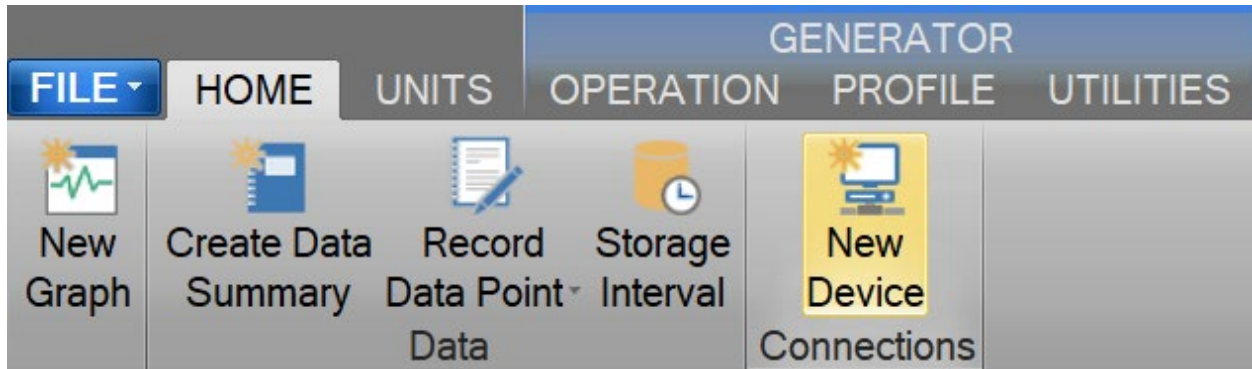 GENERATOR
FILE HOME UNITS OPERATION PROFILE UTILITIES
New Create Data Record Storage New
Graph Summary Data Point Interval Device
Data Connections